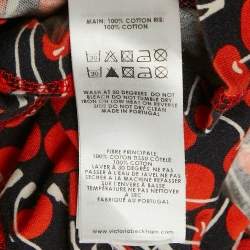 MAIN: 100% COTTON RIB:
100% COTTON
WASH AT 30 DEGREES DO NOT
BLEACH DO NOT TUMBLE DRY
IRON ON LOW HEAT ON REVERSE
SIDE DO NOT DRY CLEAN
MADE IN PORTUGAL
FIBRE PRINCIPALE:
100% COTON TISSU CÔTELÉ
100% COTON
LAVER À 30° NE PASSER À
L'EAU DE JAVEL NE PAS
SÉCHER A LA MACHINE REPASSER
SUR L'ENVERS À BASSE
TEMPÉRATURE NE PAS NETTOYER
A SEC
FABRIQUÉ AU PORTUGAL
www.victoriabeckham.com